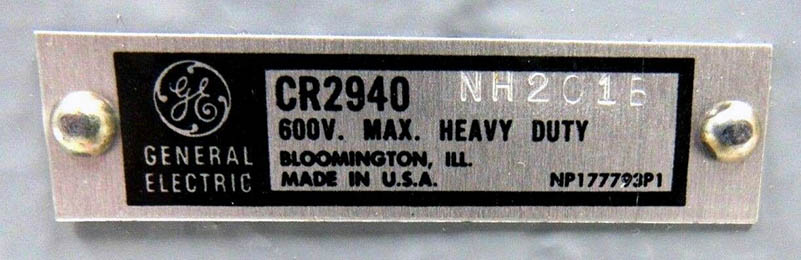 GE
GENERAL
ELECTRIC
CR2940 NH201E
600V. MAX. HEAVY DUTY
BLOOMINGTON, ILL.
MADE IN U.S.A. NP177793P1